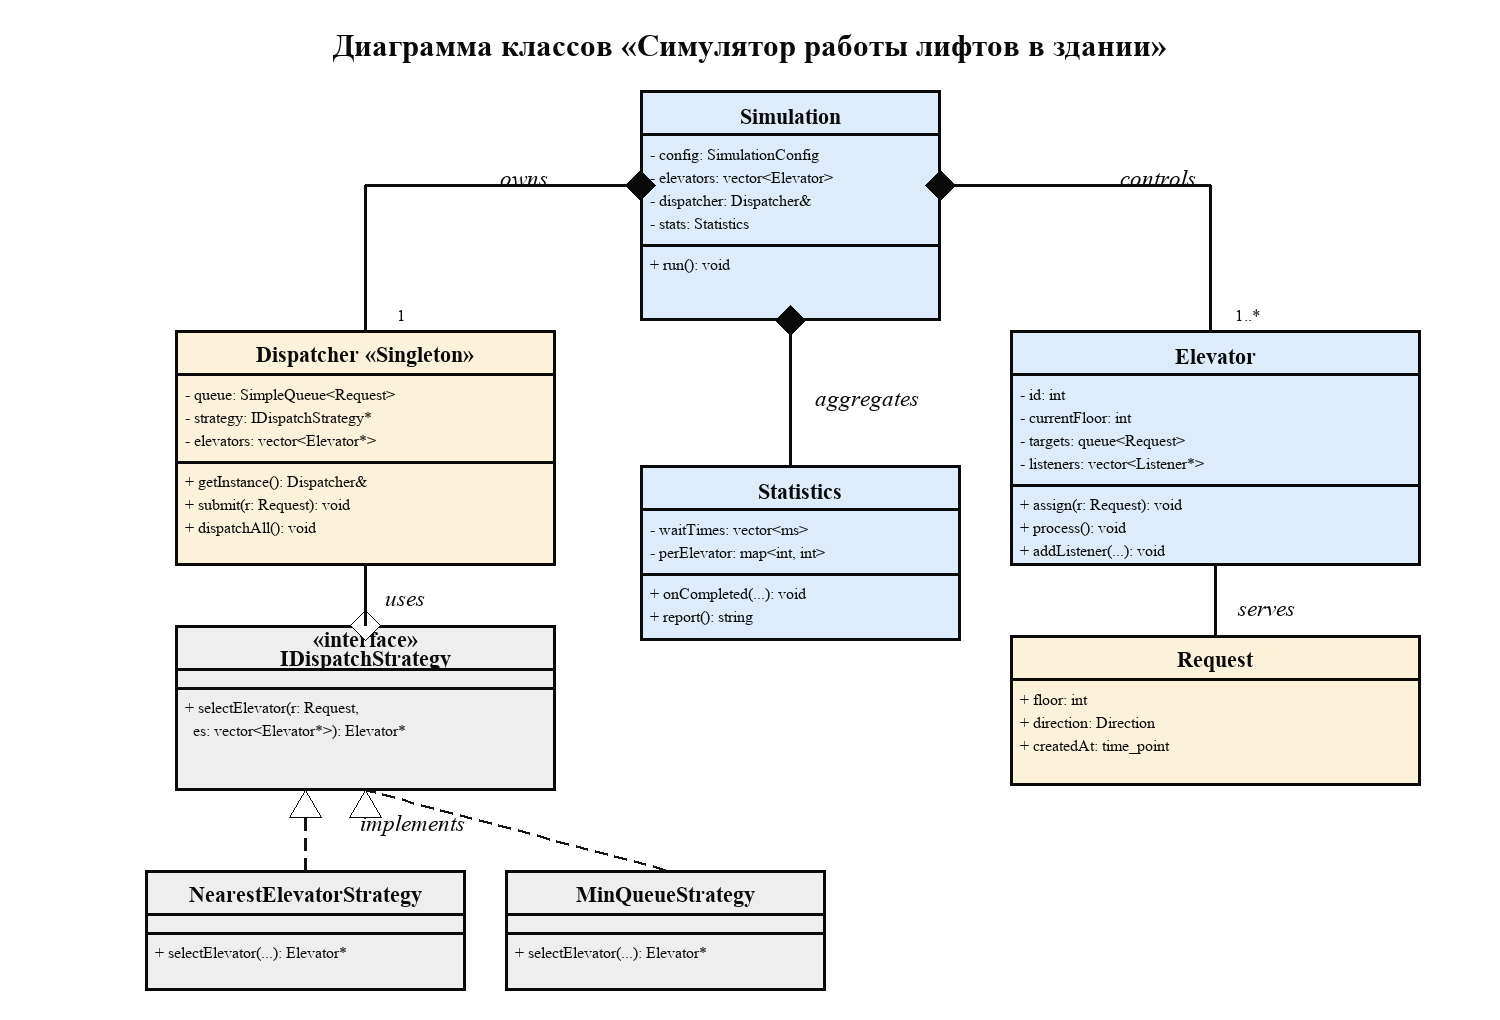 Диаграмма классов «Симулятор работы лифтов в здании»
Simulation
- config: SimulationConfig
- elevators: vector<Elevator>
- dispatcher: Dispatcher&
- stats: Statistics
+ run(): void
owns
controls
1
1..*
Dispatcher «Singleton»
- queue: SimpleQueue<Request>
- strategy: IDispatchStrategy*
- elevators: vector<Elevator*>
+ getInstance(): Dispatcher&
+ submit(r: Request): void
+ dispatchAll(): void
aggregates
Elevator
- id: int
- currentFloor: int
- targets: queue<Request>
- listeners: vector<Listener*>
+ assign(r: Request): void
+ process(): void
+ addListener(...): void
Statistics
- waitTimes: vector<ms>
- perElevator: map<int, int>
+ onCompleted(...): void
+ report(): string
uses
serves
«interface»
IDispatchStrategy
+ selectElevator(r: Request,
es: vector<Elevator*>): Elevator*
Request
+ floor: int
+ direction: Direction
+ createdAt: time_point
implements
NearestElevatorStrategy
+ selectElevator(...): Elevator*
MinQueueStrategy
+ selectElevator(...): Elevator*